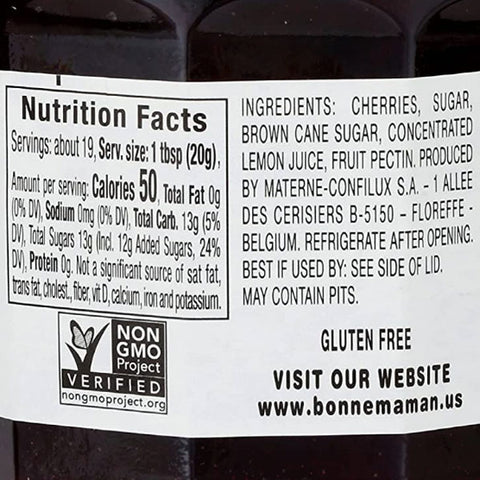 Nutrition Facts
Servings: about 19, Serv. size: 1 tbsp (20g),
Amount per serving: Calories 50, Total Fat 0g
(0% DV), Sodium 0mg (0% DV), Total Carb. 13g (5%
DV), Total Sugars 13g (Incl. 12g Added Sugars, 24%
DV), Protein 0g. Not a significant source of sat fat,
trans fat, cholest., fiber, vit D, calcium, iron and potassium.
NON
GMO
Project
VERIFIED
nongmoproject.org
INGREDIENTS: CHERRIES, SUGAR,
BROWN CANE SUGAR, CONCENTRATED
LEMON JUICE, FRUIT PECTIN. PRODUCED
BY MATERNE-CONFILUX S.A. – 1 ALLEE
DES CERISIERS B-5150 – FLOREFFE -
BELGIUM. REFRIGERATE AFTER OPENING.
BEST IF USED BY: SEE SIDE OF LID.
MAY CONTAIN PITS.
GLUTEN FREE
VISIT OUR WEBSITE
www.bonnemaman.us